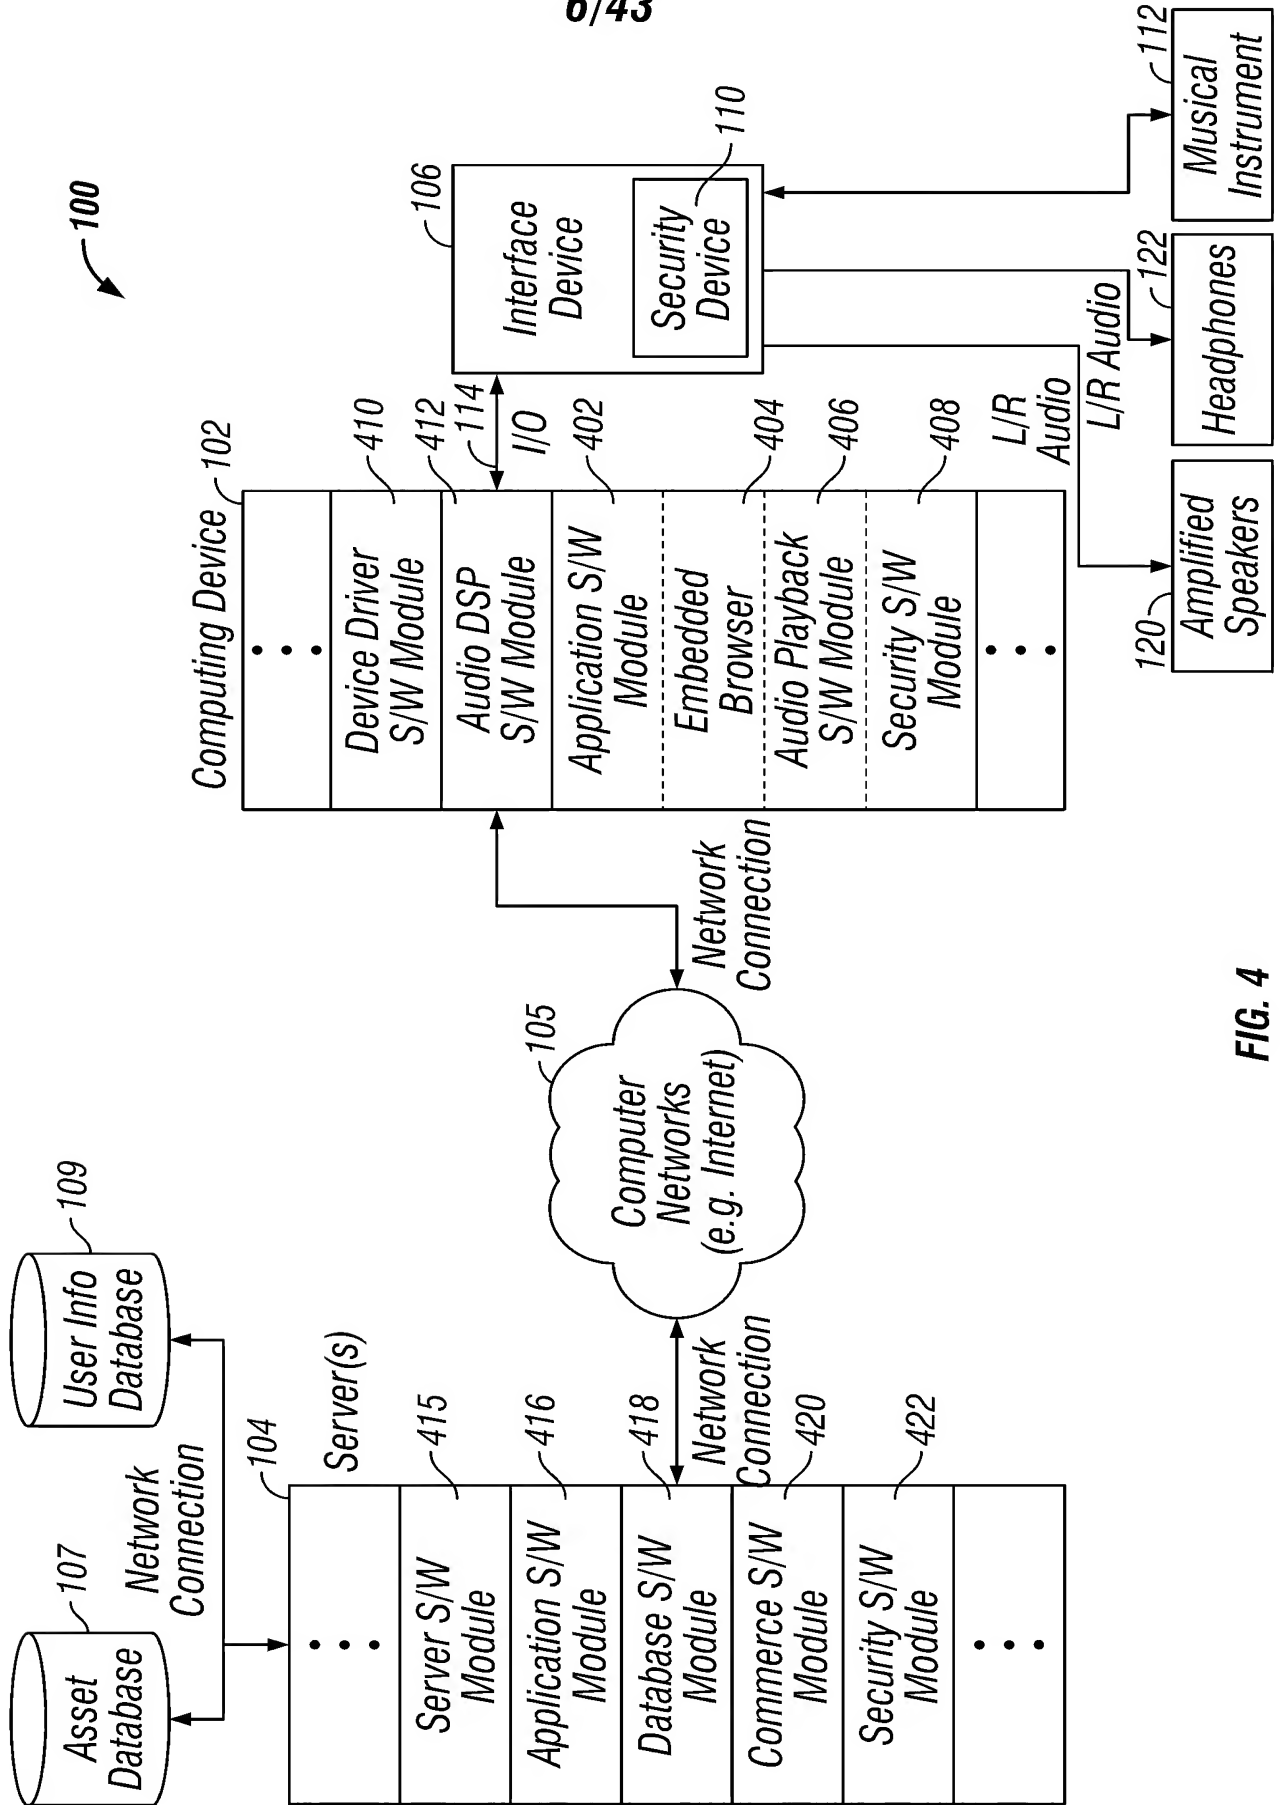 6/43
100
Asset
Database
107
User Info
Database
109
Network
Connection
104
Server(s)
Server S/W
Module
415
Application S/W
Module
416
Database S/W
Module
418
Commerce S/W
Module
420
Security S/W
Module
422
Network
Connection
Computer
Networks
(e.g. Internet)
105
Network
Connection
Computing Device
102
Device Driver
S/W Module
410
Audio DSP
S/W Module
412
Application S/W
Module
402
Embedded
Browser
404
Audio Playback
S/W Module
406
Security S/W
Module
408
114
I/O
Interface
Device
106
Security
Device
110
L/R
Audio
L/R Audio
Amplified
Speakers
120
Headphones
122
Musical
Instrument
112
FIG. 4